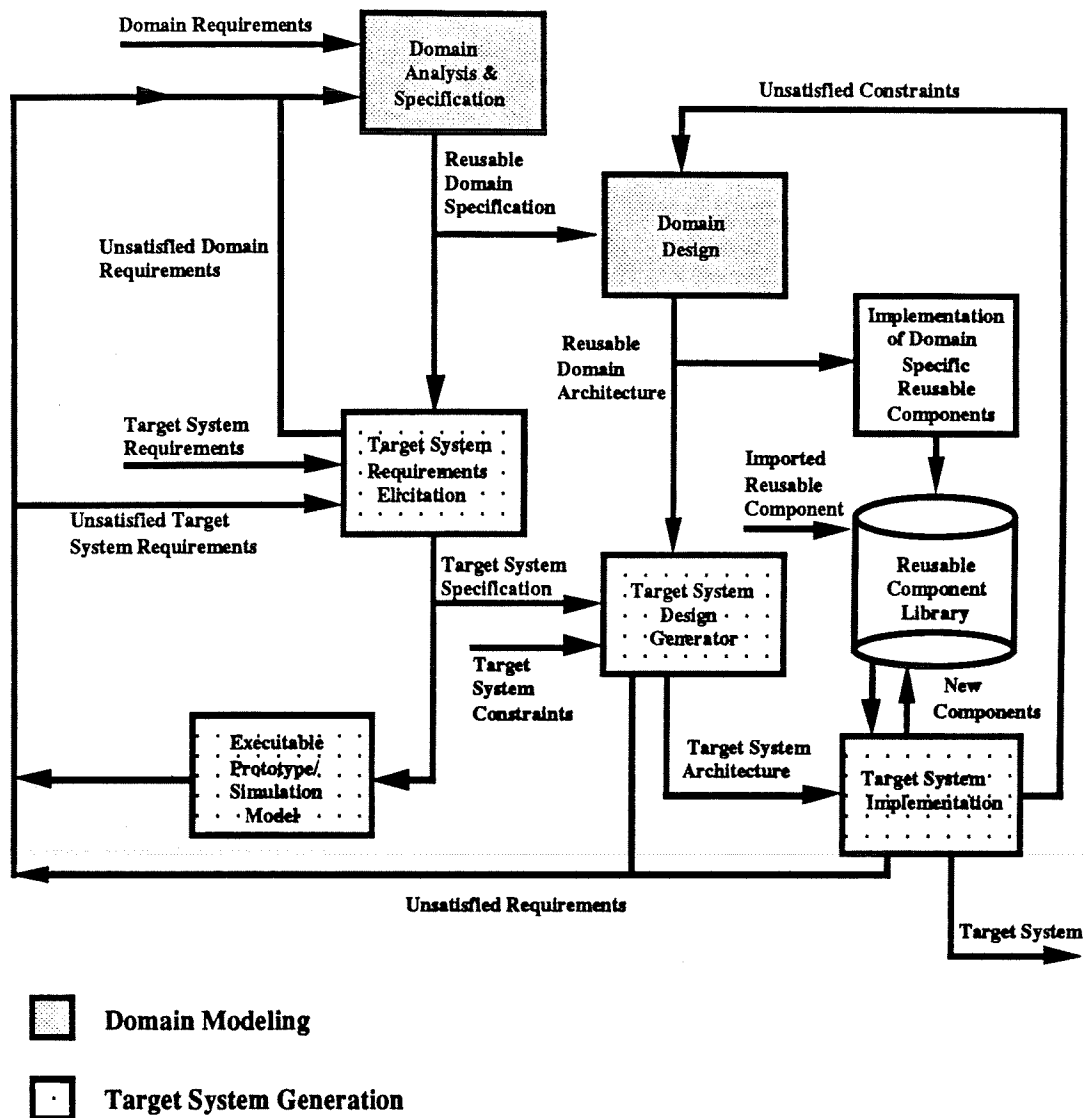 Domain Requirements
Domain
Analysis &
Specification
Unsatisfied Constraints
Reusable
Domain
Specification
Domain
Design
Unsatisfied Domain
Requirements
Implementation
of Domain
Specific
Reusable
Components
Reusable
Domain
Architecture
Target System
Requirements
Target System
Requirements
Elicitation
Imported
Reusable
Component
Unsatisfied Target
System Requirements
Reusable
Component
Library
Target System
Specification
Target System
Design
Generator
Target
System
Constraints
New
Components
Executable
Prototype/
Simulation
Model
Target System
Architecture
Target System
Implementation
Unsatisfied Requirements
Target System
Domain Modeling
Target System Generation